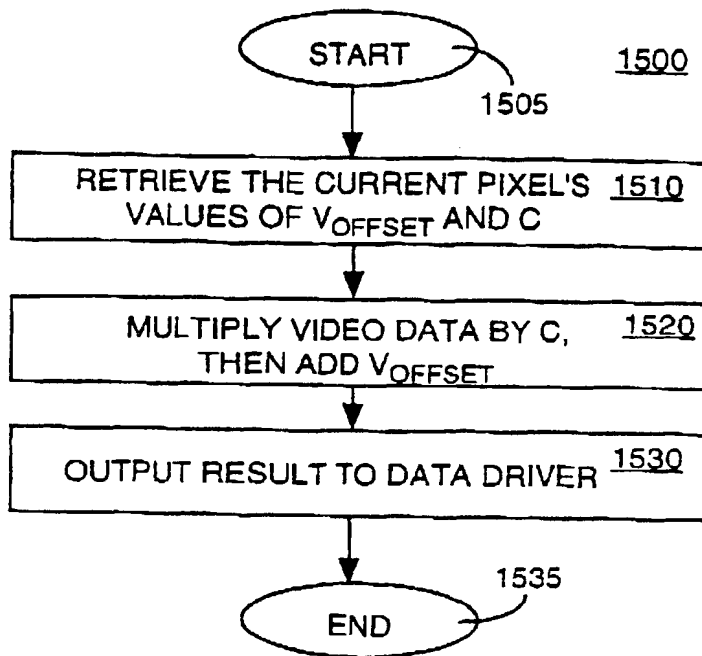 START
1500
1505
RETRIEVE THE CURRENT PIXEL'S 1510
VALUES OF VOFFSET AND C
MULTIPLY VIDEO DATA BY C, 1520
THEN ADD VOFFSET
OUTPUT RESULT TO DATA DRIVER 1530
1535
END